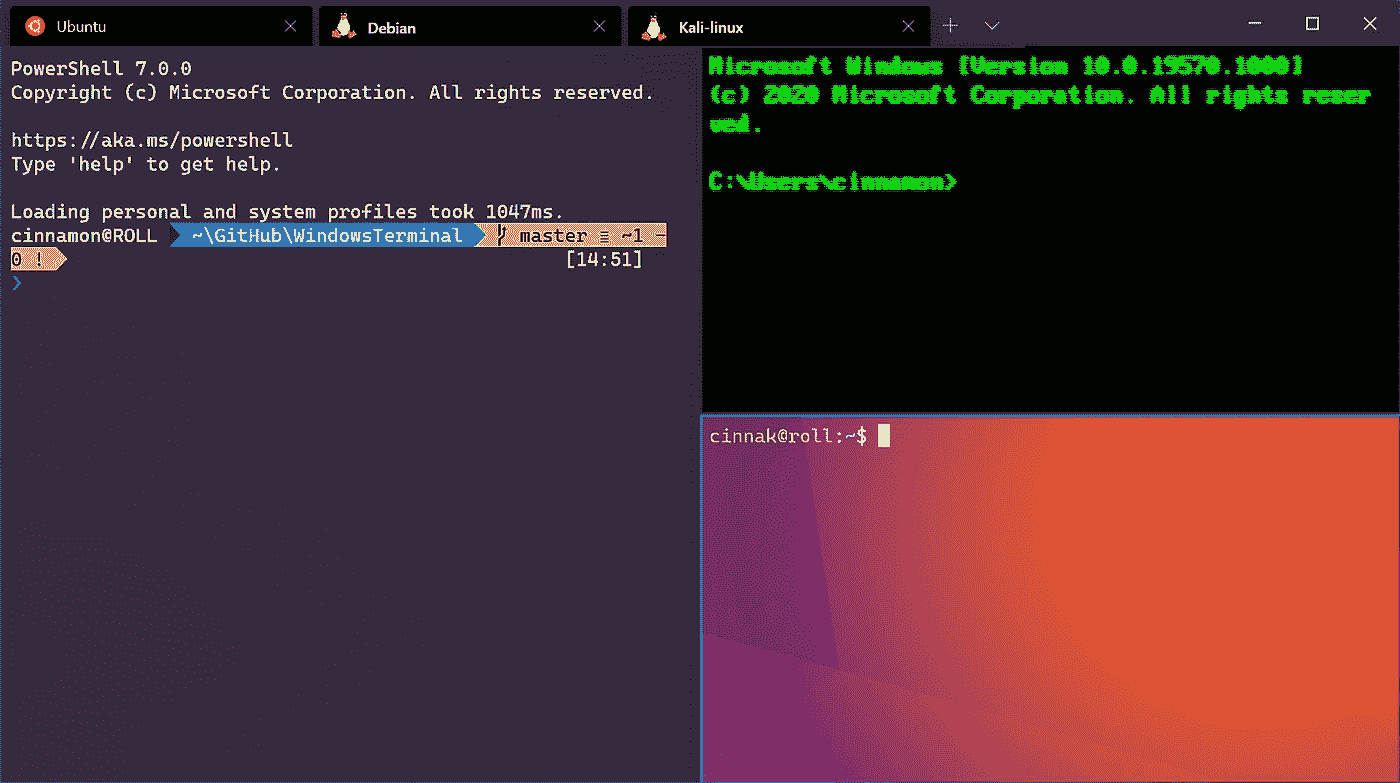 Ubuntu
Debian
Kali-linux
PowerShell 7.0.0
Copyright (c) Microsoft Corporation. All rights reserved.
https://aka.ms/powershell
Type 'help' to get help.
Loading personal and system profiles took 1047ms.
cinnamon@ROLL ~\GitHub\WindowsTerminal master ≡ ~1 -
0 ! [14:51]
❯
Microsoft Windows [Version 10.0.19570.1000]
(c) 2020 Microsoft Corporation. All rights reser
ved.
C:\Users\cinnamon>
cinnak@roll:~$